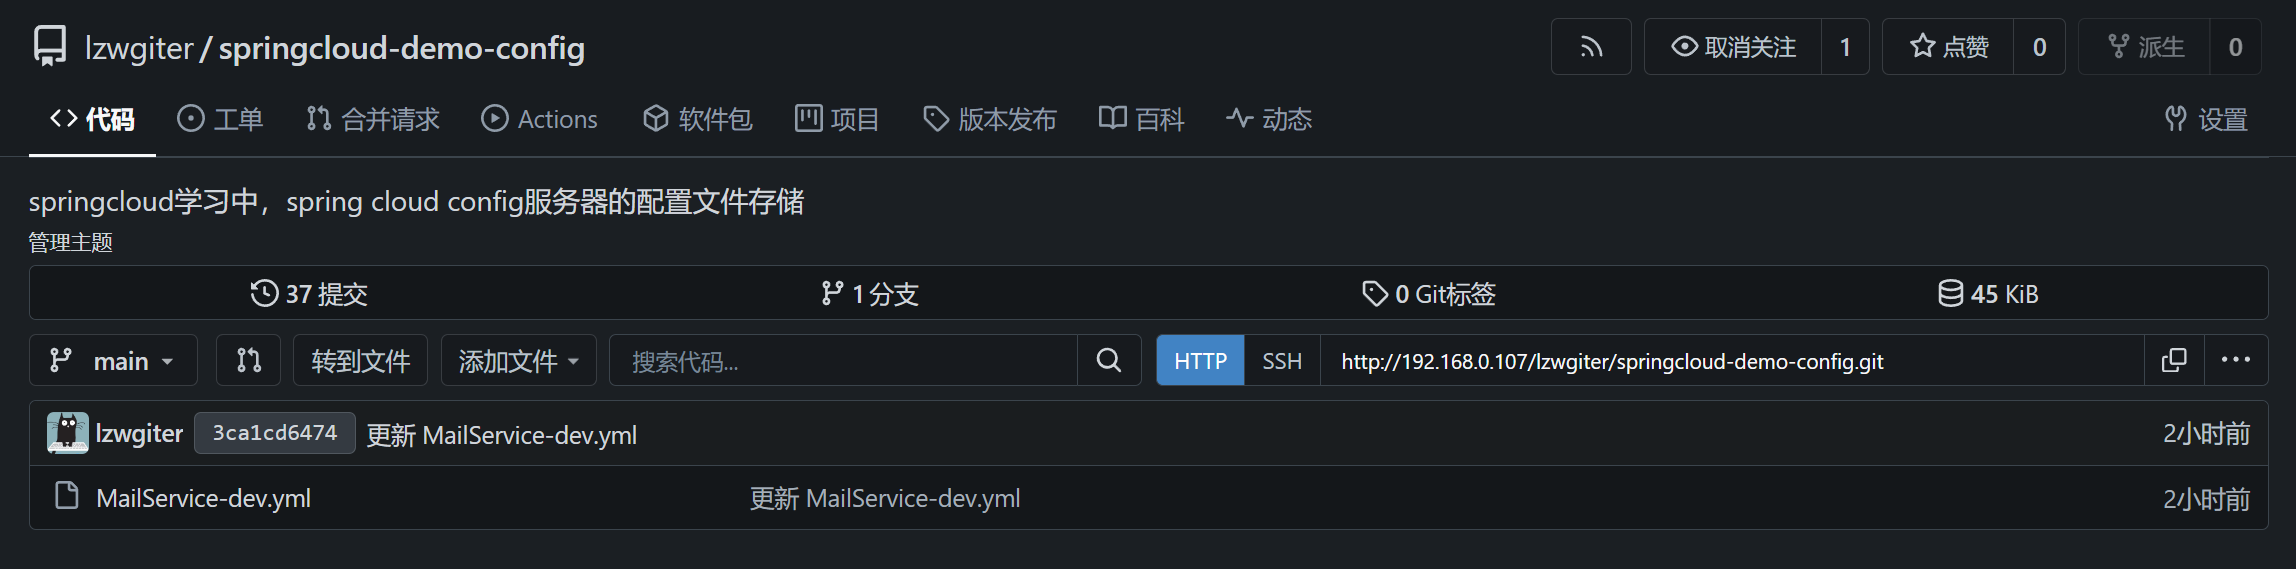 lzwgiter / springcloud-demo-config 取消关注 1 点赞 0 派生 0
代码 工单 合并请求 Actions 软件包 项目 版本发布 百科 动态 设置
springcloud学习中，spring cloud config服务器的配置文件存储
管理主题
37 提交 1 分支 0 Git标签 45 KiB
main 转到文件 添加文件 搜索代码... HTTP SSH http://192.168.0.107/lzwgiter/springcloud-demo-config.git
lzwgiter 3ca1cd6474 更新 MailService-dev.yml 2小时前
MailService-dev.yml 更新 MailService-dev.yml 2小时前